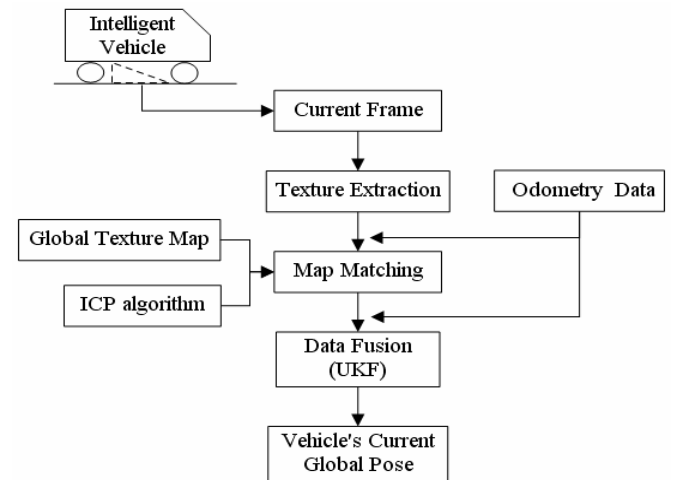 Intelligent
Vehicle
Current Frame
Texture Extraction
Odometry Data
Global Texture Map
Map Matching
ICP algorithm
Data Fusion
(UKF)
Vehicle's Current
Global Pose